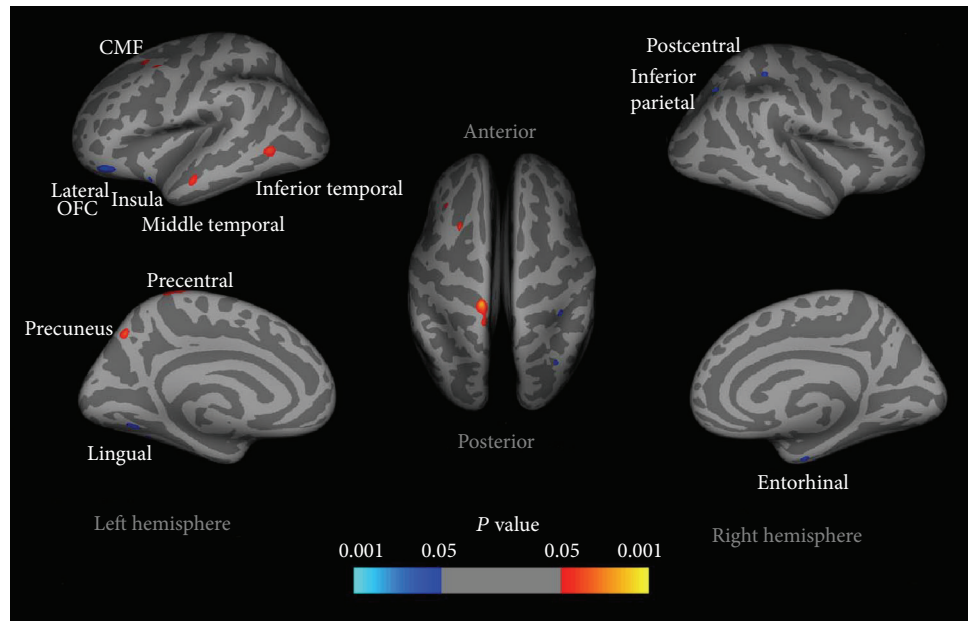 CMF
Lateral
OFC
Insula
Middle temporal
Inferior temporal
Anterior
Postcentral
Inferior
parietal
Precentral
Precuneus
Lingual
Posterior
Entorhinal
Left hemisphere
P value
Right hemisphere
0.001 0.05 0.05 0.001